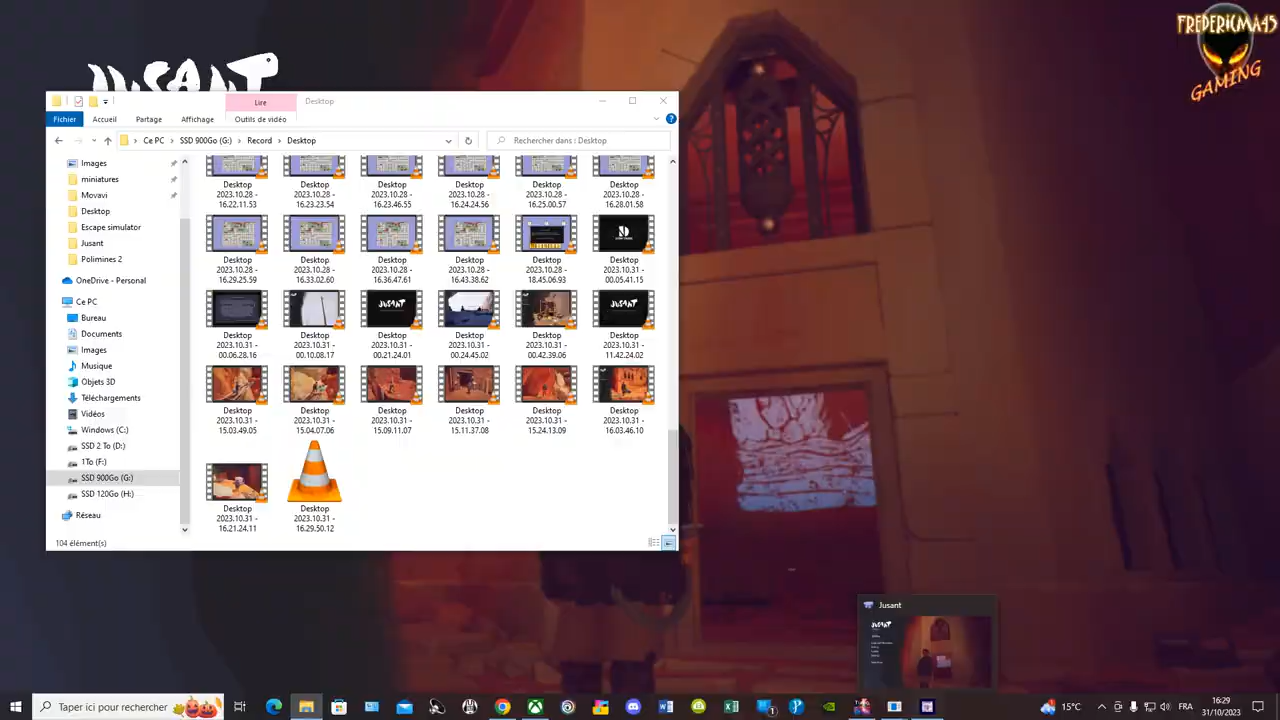 FREDERICMA45
GAMING
JUSANT
Lire
Desktop
Fichier
Accueil
Partage
Affichage
Outils de vidéo
Ce PC
SSD 900Go (G:)
Record
Desktop
Rechercher dans : Desktop
Images
miniatures
Movavi
Desktop
Escape simulator
Jusant
Polimines 2
OneDrive - Personal
Ce PC
Bureau
Documents
Images
Musique
Objets 3D
Téléchargements
Vidéos
Windows (C:)
SSD 2 To (D:)
1To (F:)
SSD 900Go (G:)
SSD 120Go (H:)
Réseau
Desktop Desktop Desktop Desktop Desktop Desktop
2023.10.28 - 2023.10.28 - 2023.10.28 - 2023.10.28 - 2023.10.28 - 2023.10.28 -
16.22.11.53 16.23.23.54 16.23.46.55 16.24.24.56 16.25.00.57 16.28.01.58
Desktop Desktop Desktop Desktop Desktop Desktop
2023.10.28 - 2023.10.28 - 2023.10.28 - 2023.10.28 - 2023.10.28 - 2023.10.31 -
16.29.25.59 16.33.02.60 16.36.47.61 16.43.38.62 18.45.06.93 00.05.41.15
JUSANT JUSANT
Desktop Desktop Desktop Desktop Desktop Desktop
2023.10.31 - 2023.10.31 - 2023.10.31 - 2023.10.31 - 2023.10.31 - 2023.10.31 -
00.06.28.16 00.10.08.17 00.21.24.01 00.24.45.02 00.42.39.06 11.42.24.02
Desktop Desktop Desktop Desktop Desktop Desktop
2023.10.31 - 2023.10.31 - 2023.10.31 - 2023.10.31 - 2023.10.31 - 2023.10.31 -
15.03.49.05 15.04.07.06 15.09.11.07 15.11.37.08 15.24.13.09 16.03.46.10
Desktop Desktop
2023.10.31 - 2023.10.31 -
16.21.24.11 16.29.50.12
104 élément(s)
Jusant
JUSANT
Taper ici pour rechercher
15°C
FRA
16:29
31/10/2023